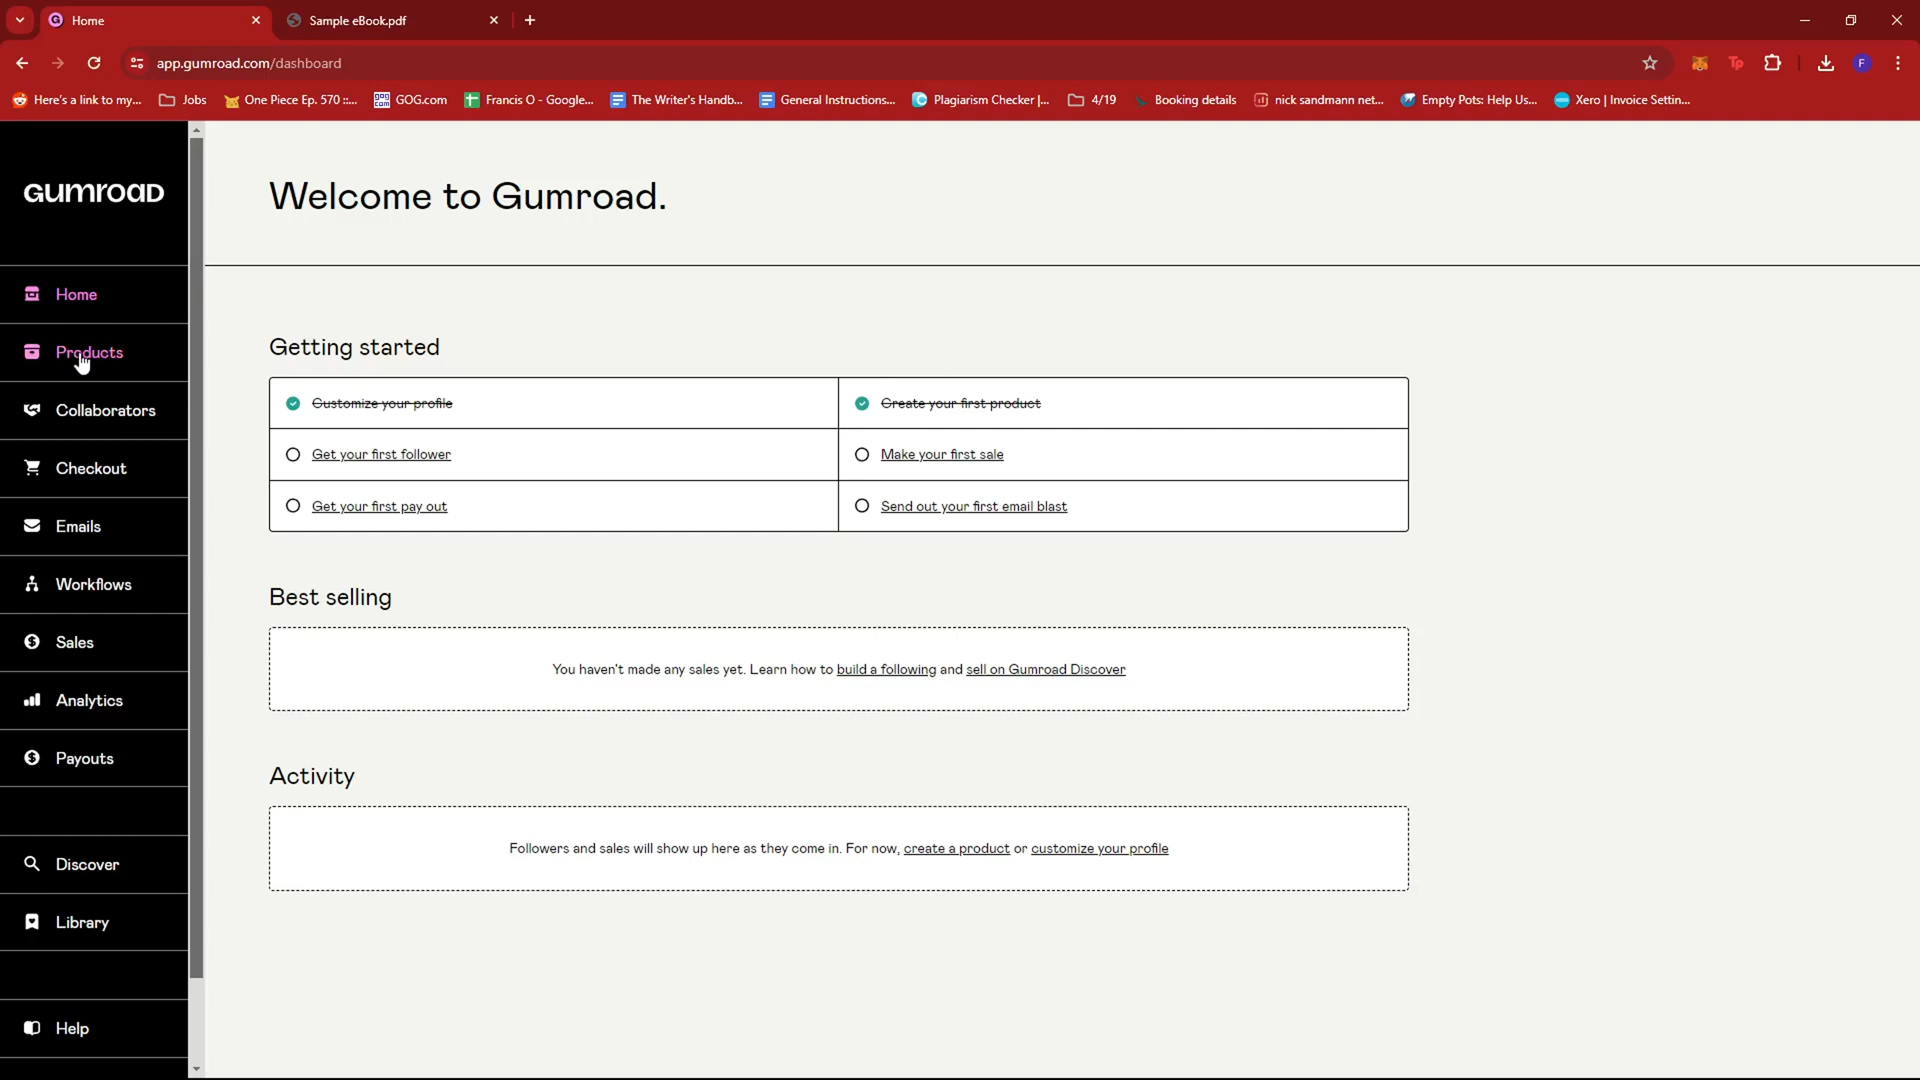 Home
Sample eBook.pdf
app.gumroad.com/dashboard
F
Here's a link to my...
Jobs
One Piece Ep. 570 ::...
GOG.com
Francis O - Google...
The Writer's Handb...
General Instructions...
Plagiarism Checker |...
4/19
Booking details
nick sandmann net...
Empty Pots: Help Us...
Xero | Invoice Settin...
GUMROAD
Home
Products
Collaborators
Checkout
Emails
Workflows
Sales
Analytics
Payouts
Discover
Library
Help
Welcome to Gumroad.
Getting started
Customize your profile
Create your first product
Get your first follower
Make your first sale
Get your first pay out
Send out your first email blast
Best selling
You haven't made any sales yet. Learn how to build a following and sell on Gumroad Discover
Activity
Followers and sales will show up here as they come in. For now, create a product or customize your profile